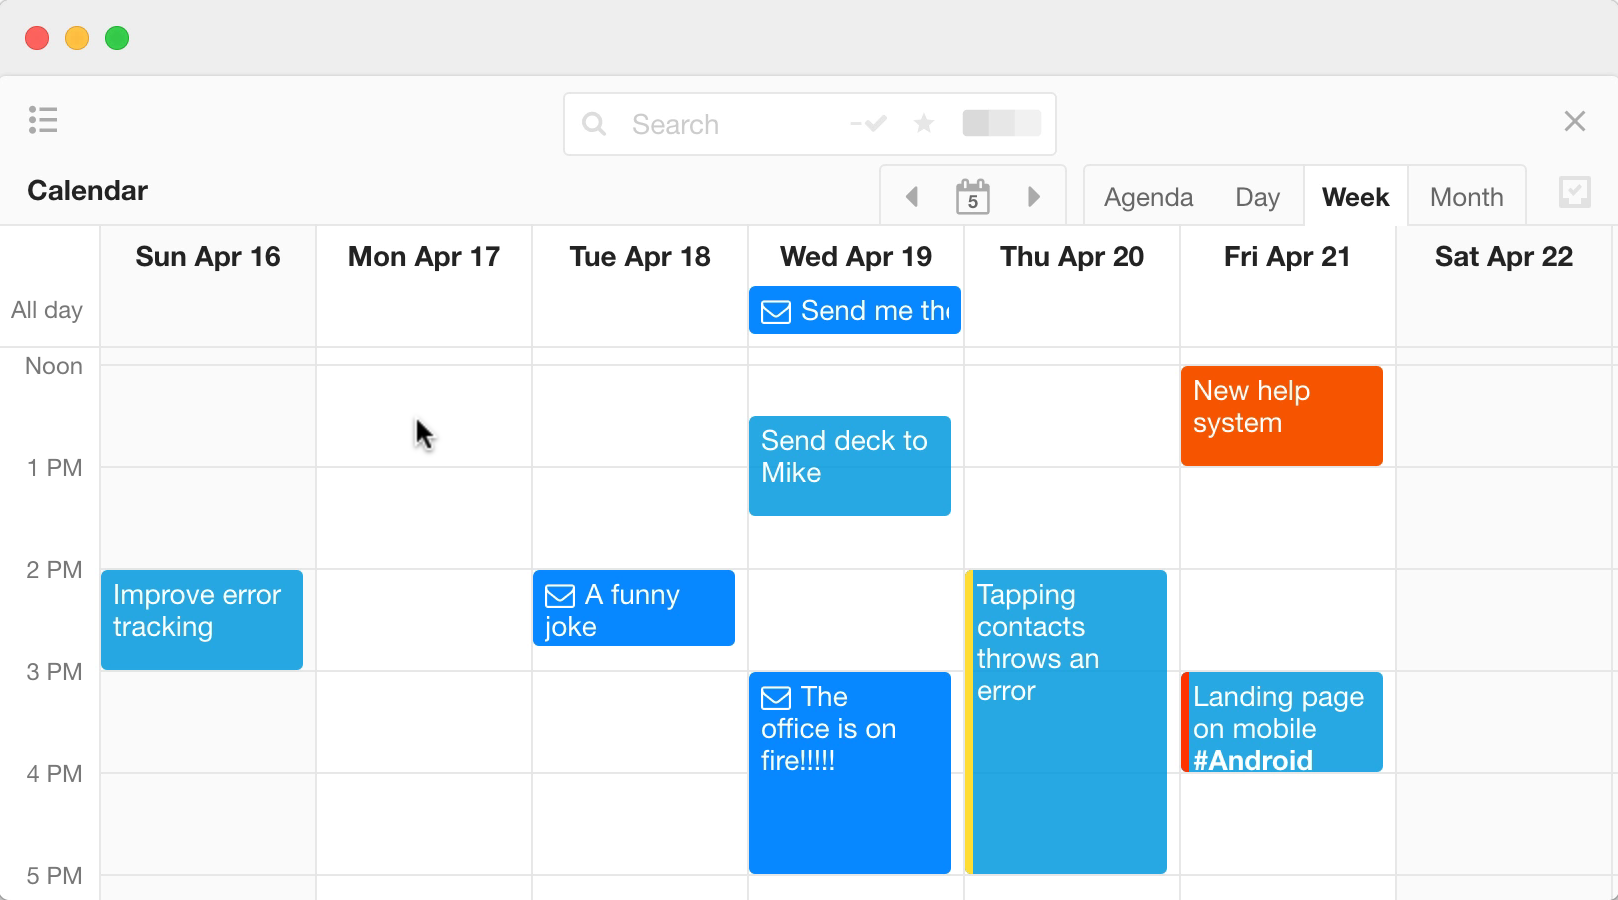 Search
Calendar
5
Agenda
Day
Week
Month
Sun Apr 16
Mon Apr 17
Tue Apr 18
Wed Apr 19
Thu Apr 20
Fri Apr 21
Sat Apr 22
All day
Send me the
Noon
New help
system
Send deck to
Mike
1 PM
2 PM
Improve error
tracking
A funny
joke
Tapping
contacts
throws an
error
3 PM
The
office is on
fire!!!!!
Landing page
on mobile
#Android
4 PM
5 PM